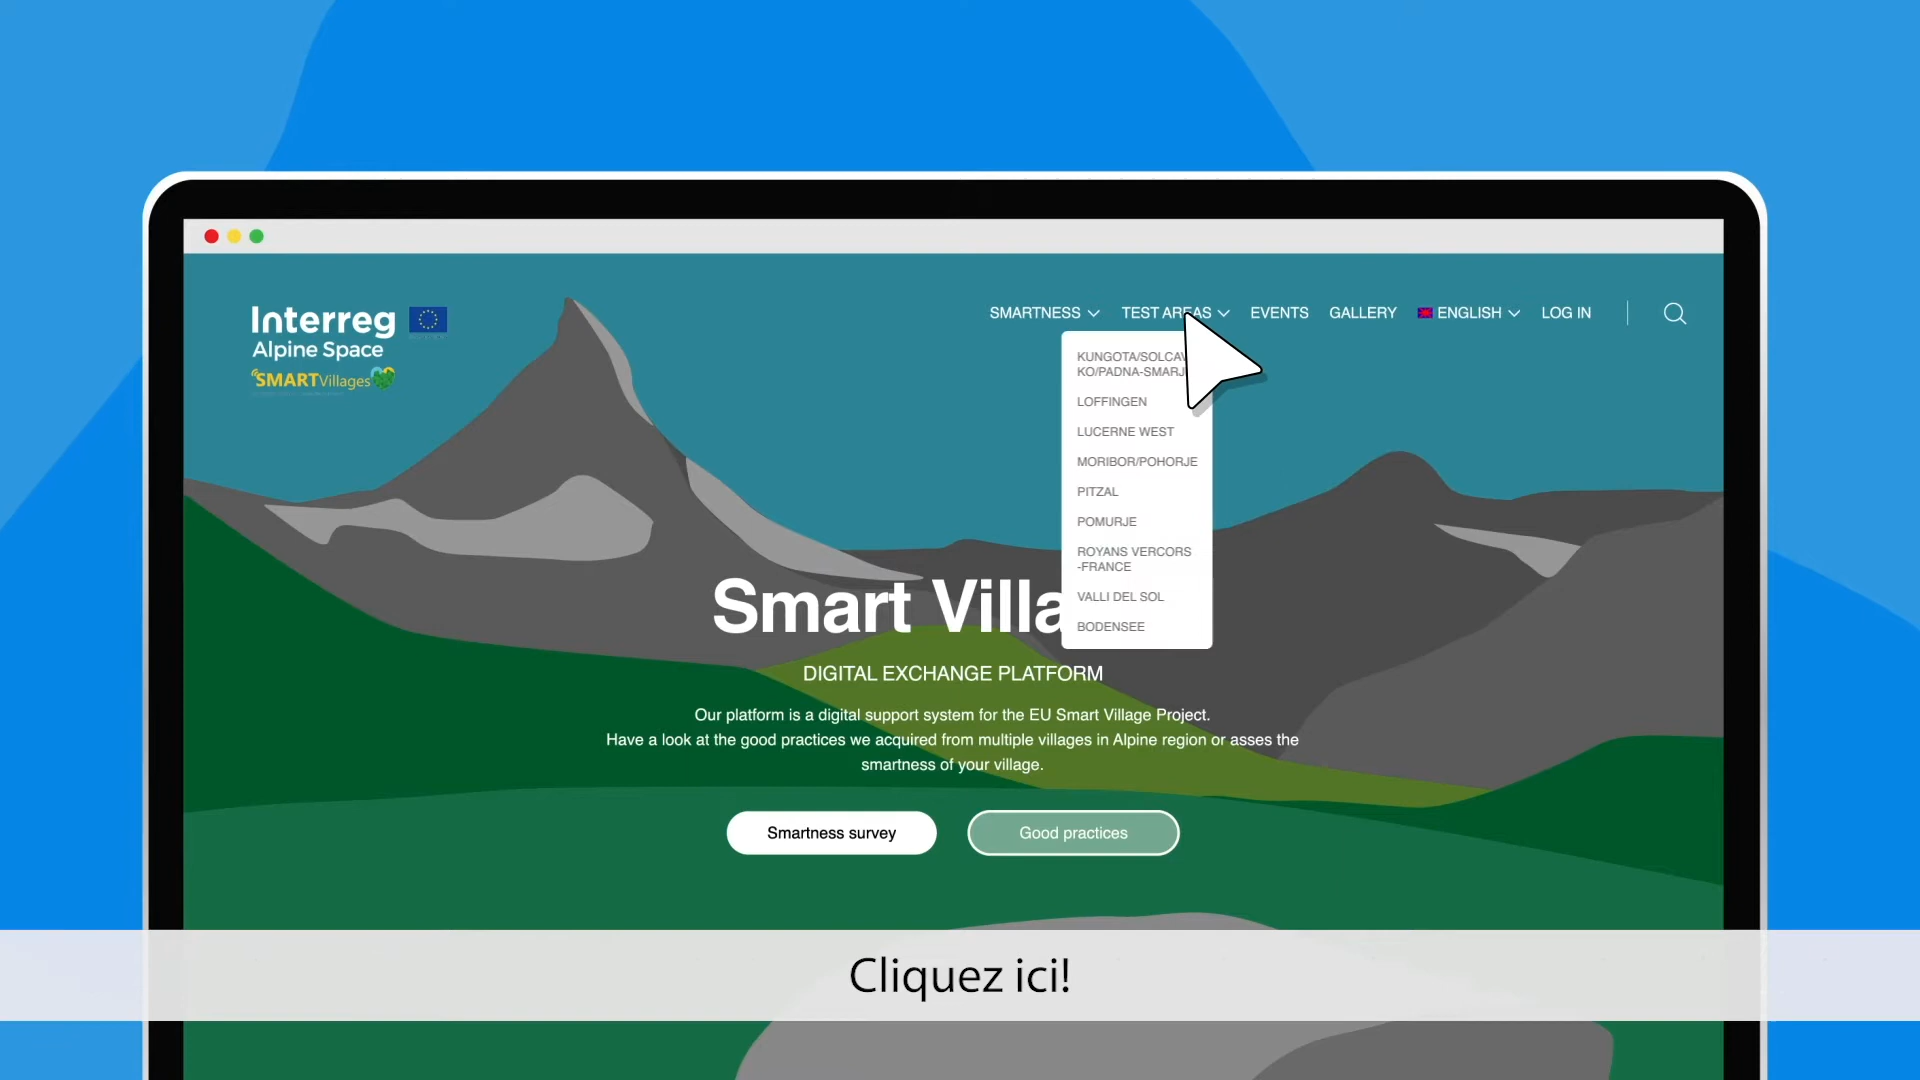 Interreg
Alpine Space
SMARTVillages
SMARTNESS TEST AREAS EVENTS GALLERY ENGLISH LOG IN
KUNGOTA/SOLCAV
KO/PADNA-SMARJ
LOFFINGEN
LUCERNE WEST
MORIBOR/POHORJE
PITZAL
POMURJE
ROYANS VERCORS
-FRANCE
VALLI DEL SOL
BODENSEE
Smart Villa
DIGITAL EXCHANGE PLATFORM
Our platform is a digital support system for the EU Smart Village Project.
Have a look at the good practices we acquired from multiple villages in Alpine region or asses the
smartness of your village.
Smartness survey Good practices
Cliquez ici!